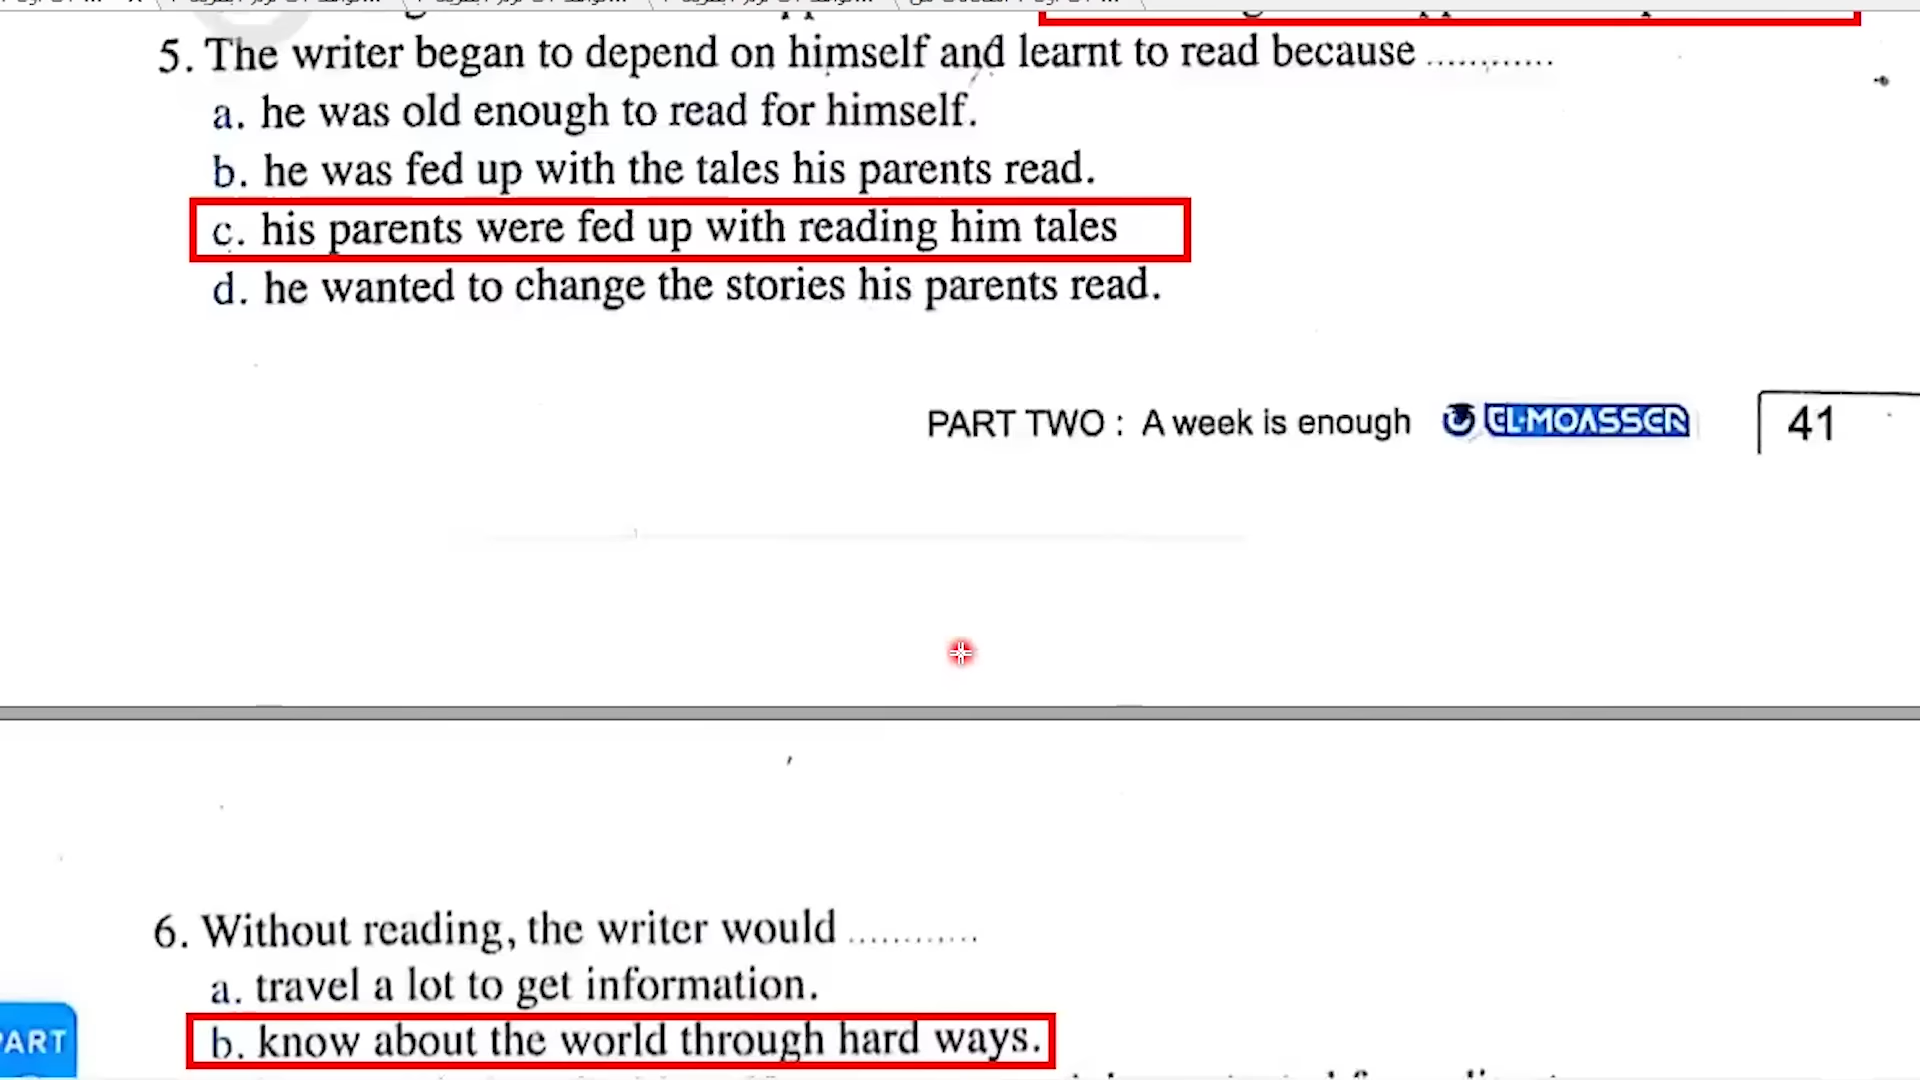 5. The writer began to depend on himself and learnt to read because ............
a. he was old enough to read for himself.
b. he was fed up with the tales his parents read.
c. his parents were fed up with reading him tales
d. he wanted to change the stories his parents read.
PART TWO : A week is enough EL-MOASSER 41
6. Without reading, the writer would ............
a. travel a lot to get information.
b. know about the world through hard ways.
PART